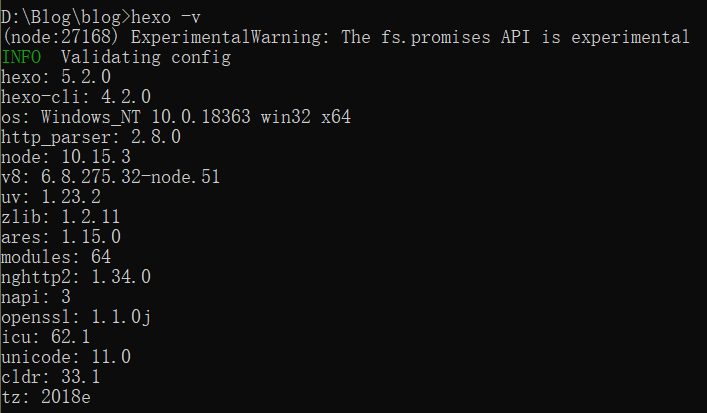 D:\Blog\blog>hexo -v
(node:27168) ExperimentalWarning: The fs.promises API is experimental
INFO  Validating config
hexo: 5.2.0
hexo-cli: 4.2.0
os: Windows_NT 10.0.18363 win32 x64
http_parser: 2.8.0
node: 10.15.3
v8: 6.8.275.32-node.51
uv: 1.23.2
zlib: 1.2.11
ares: 1.15.0
modules: 64
nghttp2: 1.34.0
napi: 3
openssl: 1.1.0j
icu: 62.1
unicode: 11.0
cldr: 33.1
tz: 2018e